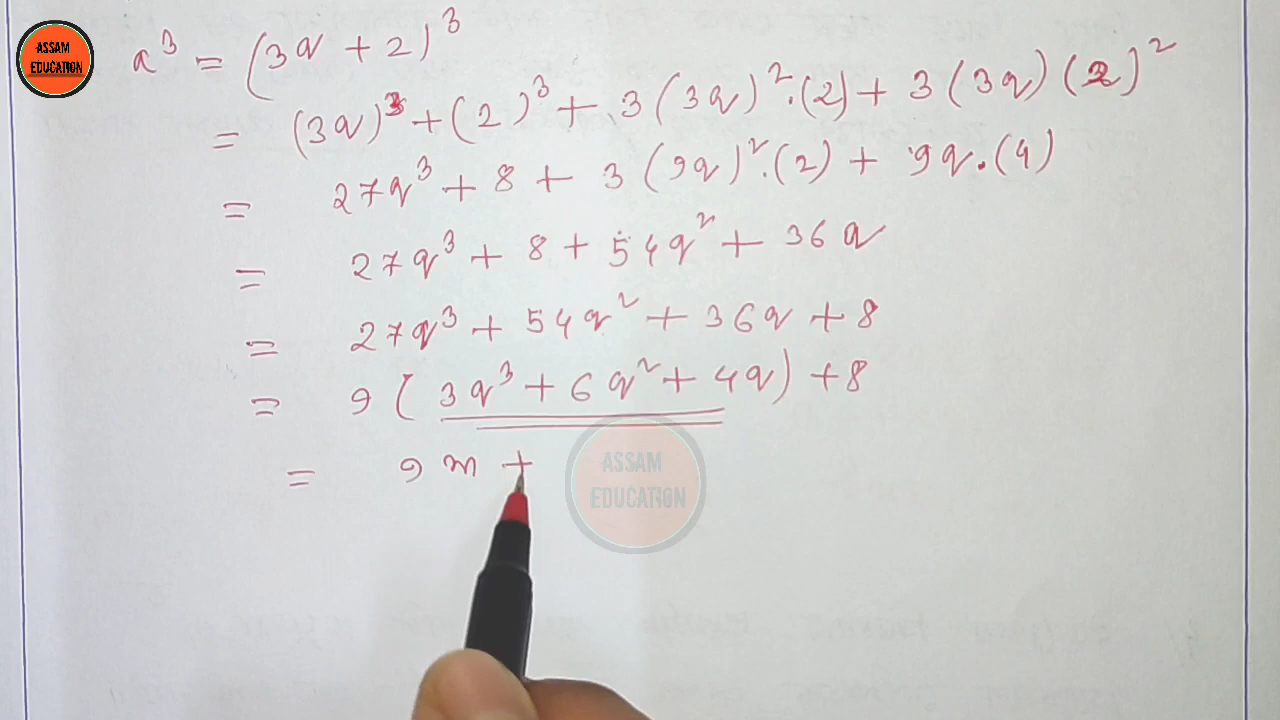 ASSAM
EDUCATION
a³ = (3q + 2)³
= (3q)³ + (2)³ + 3(3q)²·(2) + 3(3q)(2)²
= 27q³ + 8 + 3(9q)²·(2) + 9q·(4)
= 27q³ + 8 + 54q² + 36q
= 27q³ + 54q² + 36q + 8
= 9(3q³ + 6q² + 4q) + 8
= 9m +
ASSAM
EDUCATION